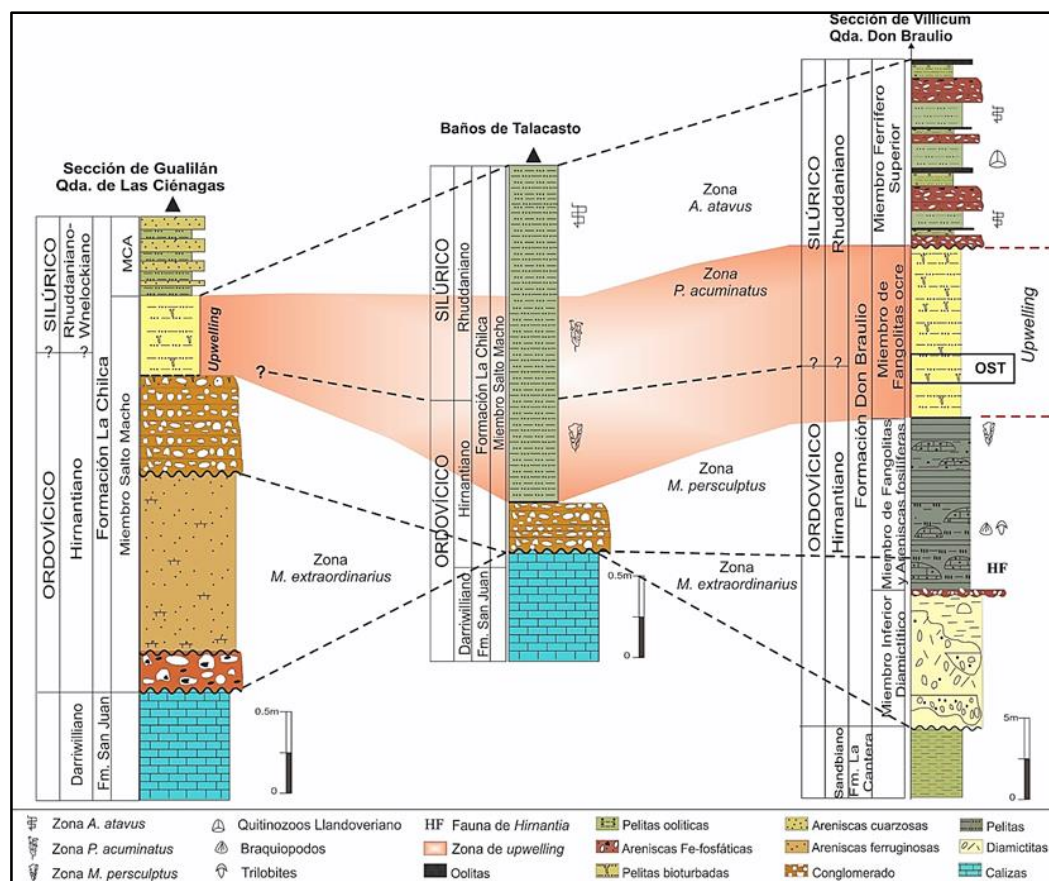 Sección de Gualilán
Qda. de Las Ciénagas
SILÚRICO
Rhuddaniano-
Wnelockiano
MCA
?
?
ORDOVÍCICO
Hirnantiano
Formación La Chilca
Miembro Salto Macho
Darriwilliano
Fm. San Juan
Upwelling
?
0.5m
0
Zona
M. extraordinarius
Baños de Talacasto
SILÚRICO
Rhuddaniano
Formación La Chilca
Miembro Salto Macho
ORDOVÍCICO
Hirnantiano
Darriwilliano
Fm. San Juan
0.5m
0
Zona
A. atavus
Zona
P. acuminatus
Zona
M. persculptus
Zona
M. extraordinarius
Sección de Villicum
Qda. Don Braulio
SILÚRICO
Rhuddaniano
?
?
IORDOVÍCICO
Hirnantiano
Sandbiano
Formación Don Braulio
Fm. La
Cantera
Miembro Ferrífero
Superior
Miembro de
Fangolitas ocre
Miembro de Fangolitas
y Areniscas fosilíferas
Miembro Inferior
Diamictítico
OST
Upwelling
HF
5m
0
Zona A. atavus
Zona P. acuminatus
Zona M. persculptus
Quitinozoos Llandoveriano
Braquiopodos
Trilobites
HF Fauna de Hirnantia
Zona de upwelling
Oolitas
Pelitas ooliticas
Areniscas Fe-fosfáticas
Pelitas bioturbadas
Areniscas cuarzosas
Areniscas ferruginosas
Conglomerado
Pelitas
Diamictitas
Calizas